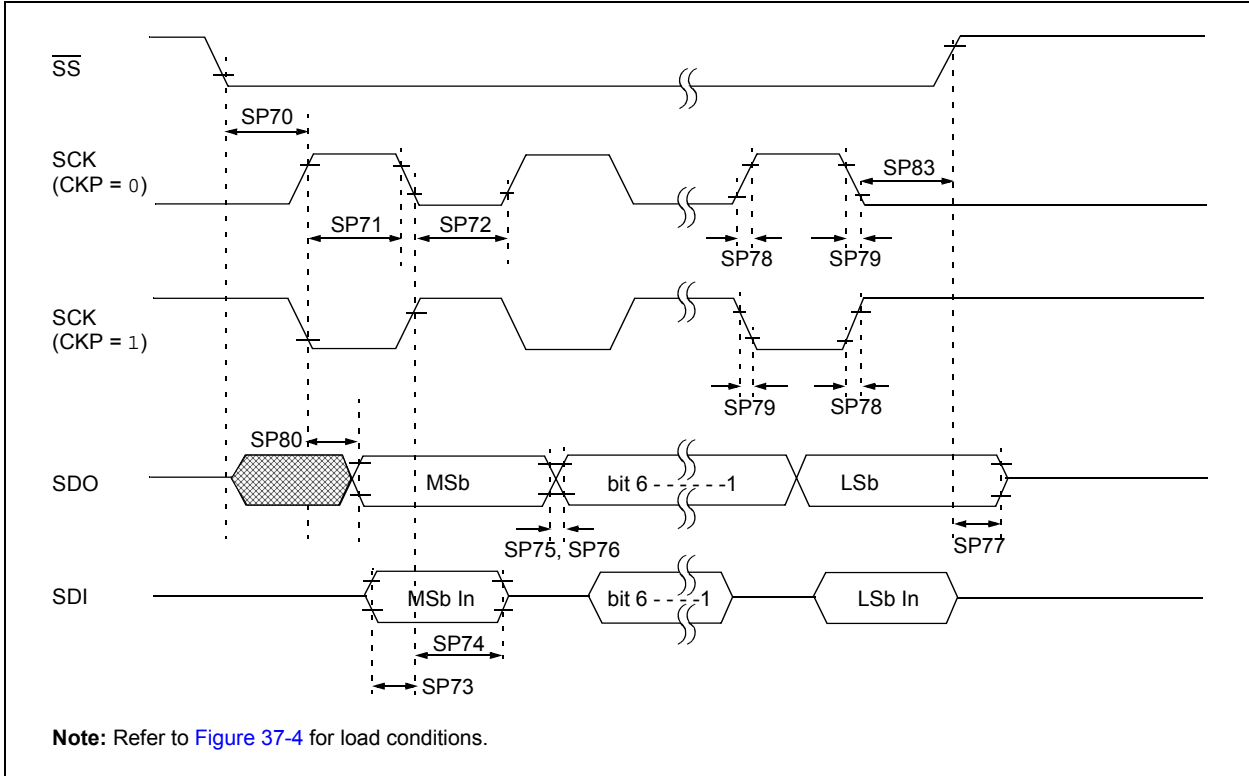 SS
SP70
SCK
(CKP = 0)
SP83
SP71
SP72
SP78
SP79
SCK
(CKP = 1)
SP79
SP78
SP80
SDO
MSb
bit 6 - - - - - -1
LSb
SP75, SP76
SP77
SDI
MSb In
bit 6 - - - -1
LSb In
SP74
SP73
Note: Refer to Figure 37-4 for load conditions.